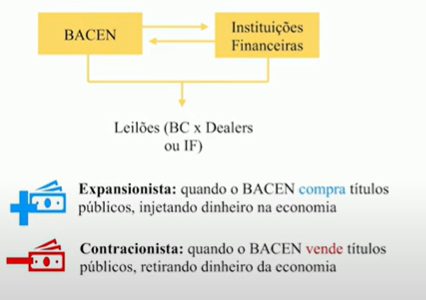 BACEN
Instituições
Financeiras
Leilões (BC x Dealers
ou IF)
Expansionista: quando o BACEN compra títulos
públicos, injetando dinheiro na economia
Contracionista: quando o BACEN vende títulos
públicos, retirando dinheiro da economia